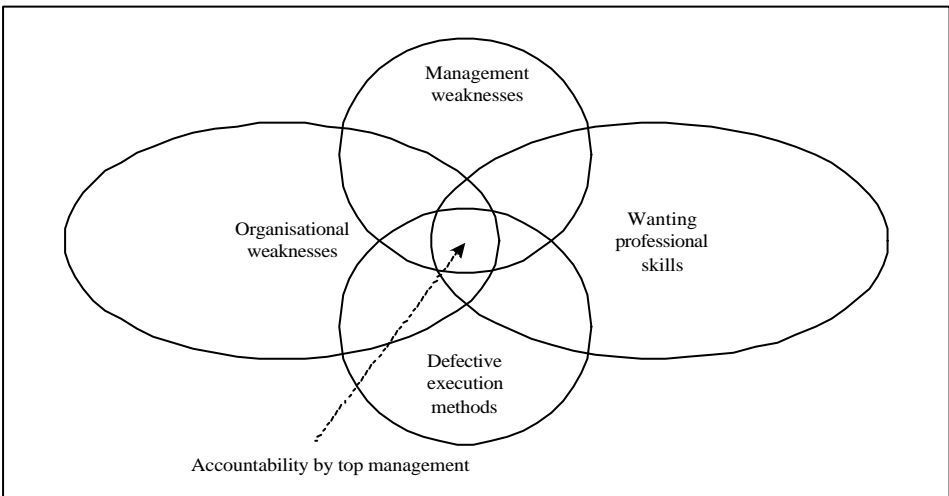 Management
weaknesses
Organisational
weaknesses
Wanting
professional
skills
Defective
execution
methods
Accountability by top management